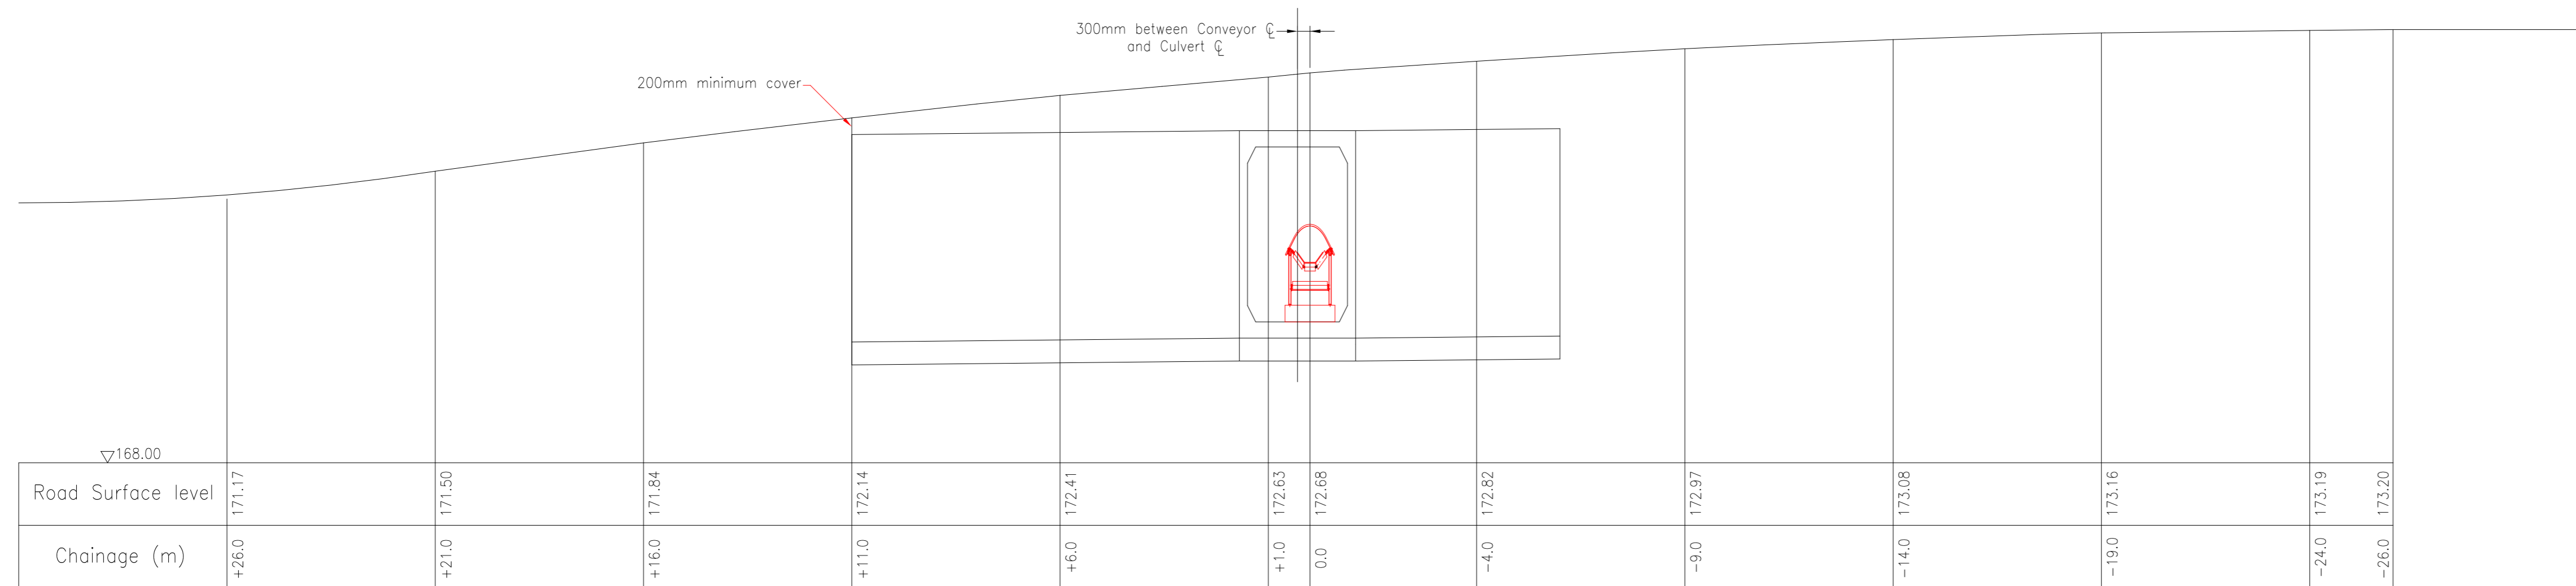 300mm between Conveyor ℄
and Culvert ℄
200mm minimum cover
168.00
Road Surface level 171.17 171.50 171.84 172.14 172.41 172.63 172.68 172.82 172.97 173.08 173.16 173.19 173.20
Chainage (m) +26.0 +21.0 +16.0 +11.0 +6.0 +1.0 0.0 -4.0 -9.0 -14.0 -19.0 -24.0 -26.0